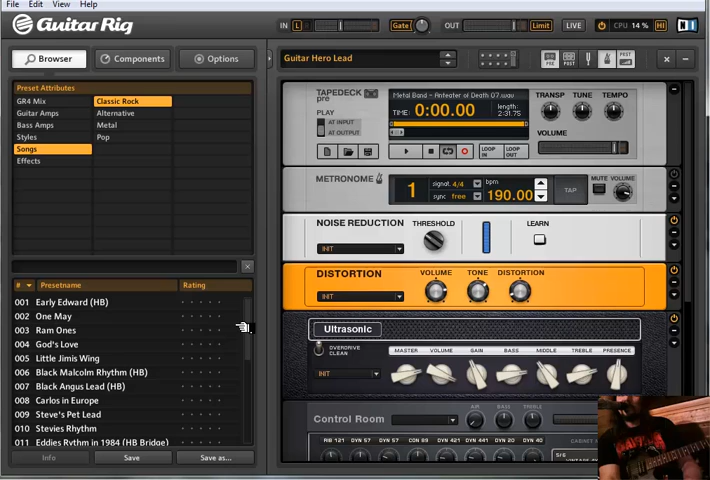 File Edit View Help
Guitar Rig
IN L Gate OUT Limit LIVE CPU 14 % HI
Browser Components Options
Guitar Hero Lead
PRE POST
Preset Attributes
GR4 Mix Classic Rock
Guitar Amps Alternative
Bass Amps Metal
Styles Pop
Songs
Effects
# Presetname Rating
001 Early Edward (HB)
002 One May
003 Ram Ones
004 God's Love
005 Little Jimis Wing
006 Black Malcolm Rhythm (HB)
007 Black Angus Lead (HB)
008 Carlos in Europe
009 Steve's Pet Lead
010 Stevies Rhythm
011 Eddies Rythm in 1984 (HB Bridge)
Info Save Save as...
TAPEDECK
pre
PLAY
AT INPUT
AT OUTPUT
Metal Band - Anteater of Death 07.wav
TIME: 0:00.00 length:
2:31.75
LOOP IN LOOP OUT
TRANSP TUNE TEMPO
VOLUME
METRONOME
1 signat. 4/4 bpm
sync free 190.00
TAP MUTE VOLUME
NOISE REDUCTION THRESHOLD LEARN
INIT
DISTORTION VOLUME TONE DISTORTION
INIT
Ultrasonic
OVERDRIVE
CLEAN
MASTER VOLUME GAIN BASS MIDDLE TREBLE PRESENCE
INIT
Control Room
AIR BASS TREBLE
RIB 121 DYN 57 DYN 57 CON 89 DYN 421 DYN 441 DYN 20 DYN 40